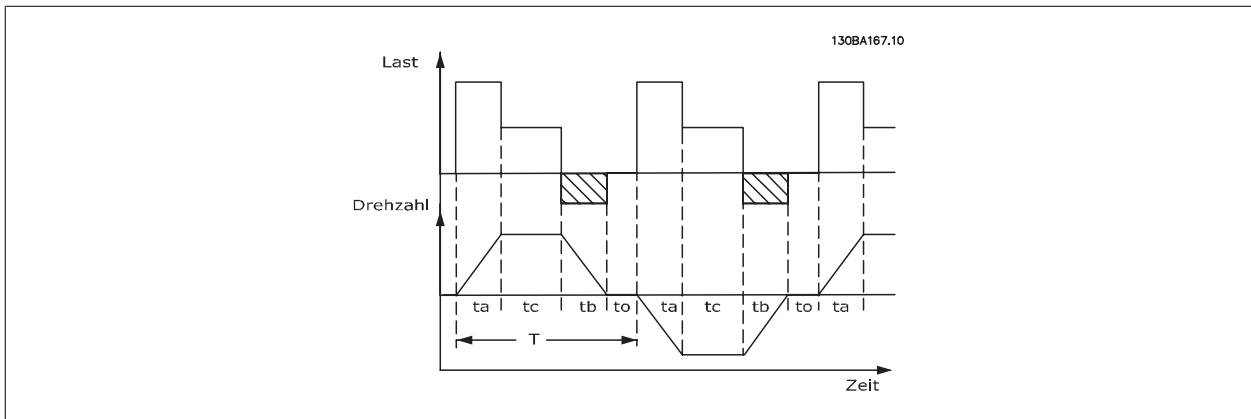 130BA167.10
Last
Drehzahl
ta tc tb to ta tc tb to ta
T
Zeit